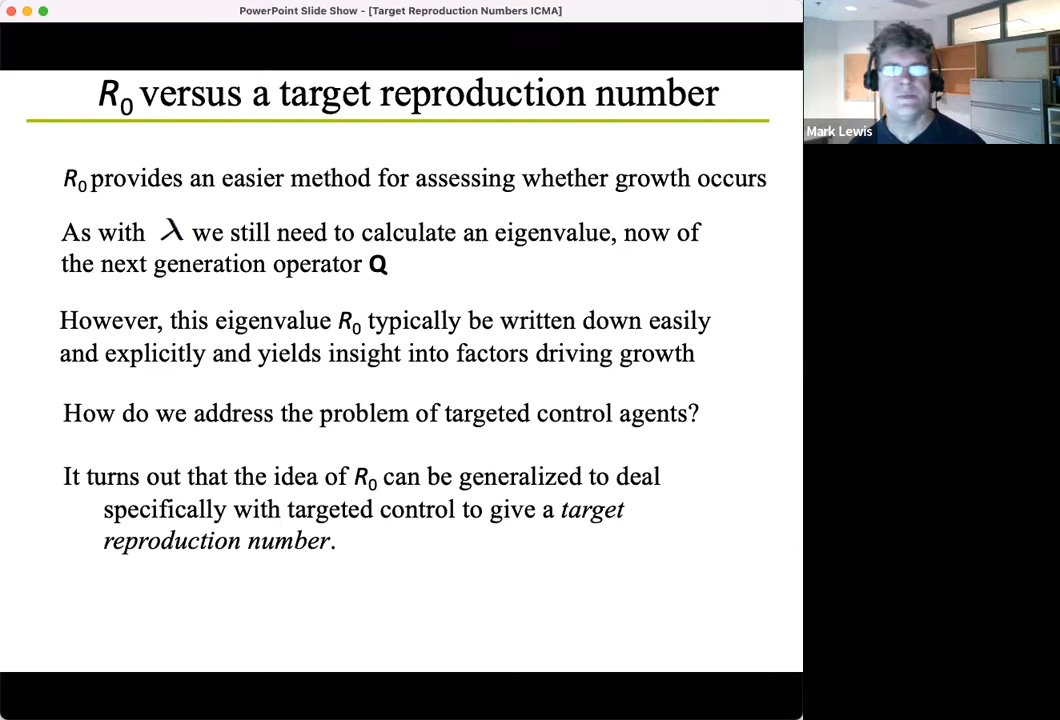 PowerPoint Slide Show - [Target Reproduction Numbers ICMA]
R₀ versus a target reproduction number
Mark Lewis
R₀ provides an easier method for assessing whether growth occurs
As with λ we still need to calculate an eigenvalue, now of
the next generation operator Q
However, this eigenvalue R₀ typically be written down easily
and explicitly and yields insight into factors driving growth
How do we address the problem of targeted control agents?
It turns out that the idea of R₀ can be generalized to deal
specifically with targeted control to give a target
reproduction number.